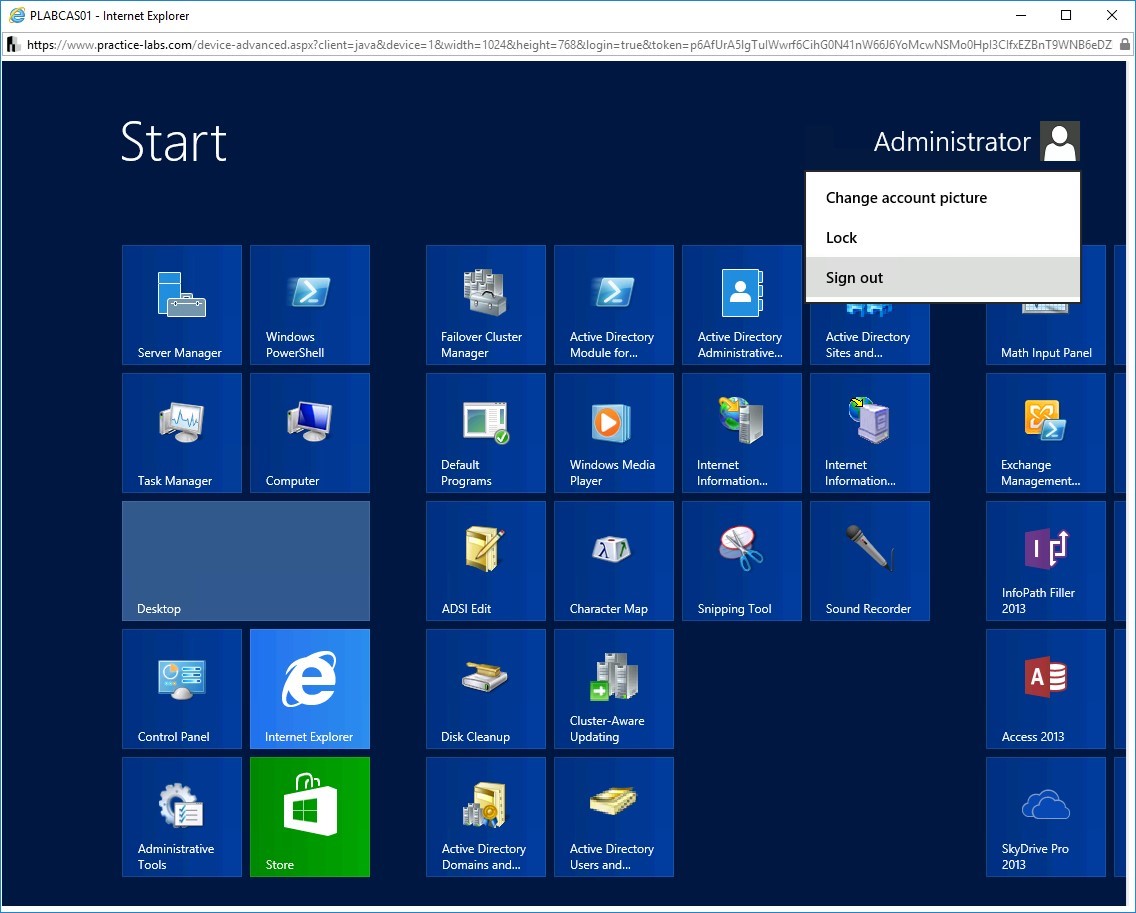 PLABCAS01 - Internet Explorer
https://www.practice-labs.com/device-advanced.aspx?client=java&device=1&width=1024&height=768&login=true&token=p6AfUrA5IgTulWwrf6CihG0N41nW66J6YoMcwNSMo0HpI3ClfxEZBnT9WNB6eDZ
Start
Administrator
Change account picture
Lock
Sign out
Server Manager
Windows
PowerShell
Failover Cluster
Manager
Active Directory
Module for...
Active Directory
Administrative...
Active Directory
Sites and...
Math Input Panel
Task Manager
Computer
Default
Programs
Windows Media
Player
Internet
Information...
Internet
Information...
Exchange
Management...
Desktop
ADSI Edit
Character Map
Snipping Tool
Sound Recorder
InfoPath Filler
2013
Control Panel
Internet Explorer
Disk Cleanup
Cluster-Aware
Updating
Access 2013
Administrative
Tools
Store
Active Directory
Domains and...
Active Directory
Users and...
SkyDrive Pro
2013